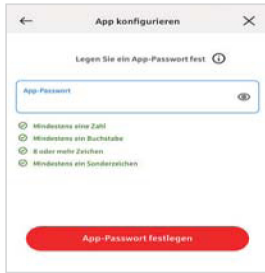 App konfigurieren
Legen Sie ein App-Passwort fest
App-Passwort
Mindestens eine Zahl
Mindestens ein Buchstabe
8 oder mehr Zeichen
Mindestens ein Sonderzeichen
App-Passwort festlegen